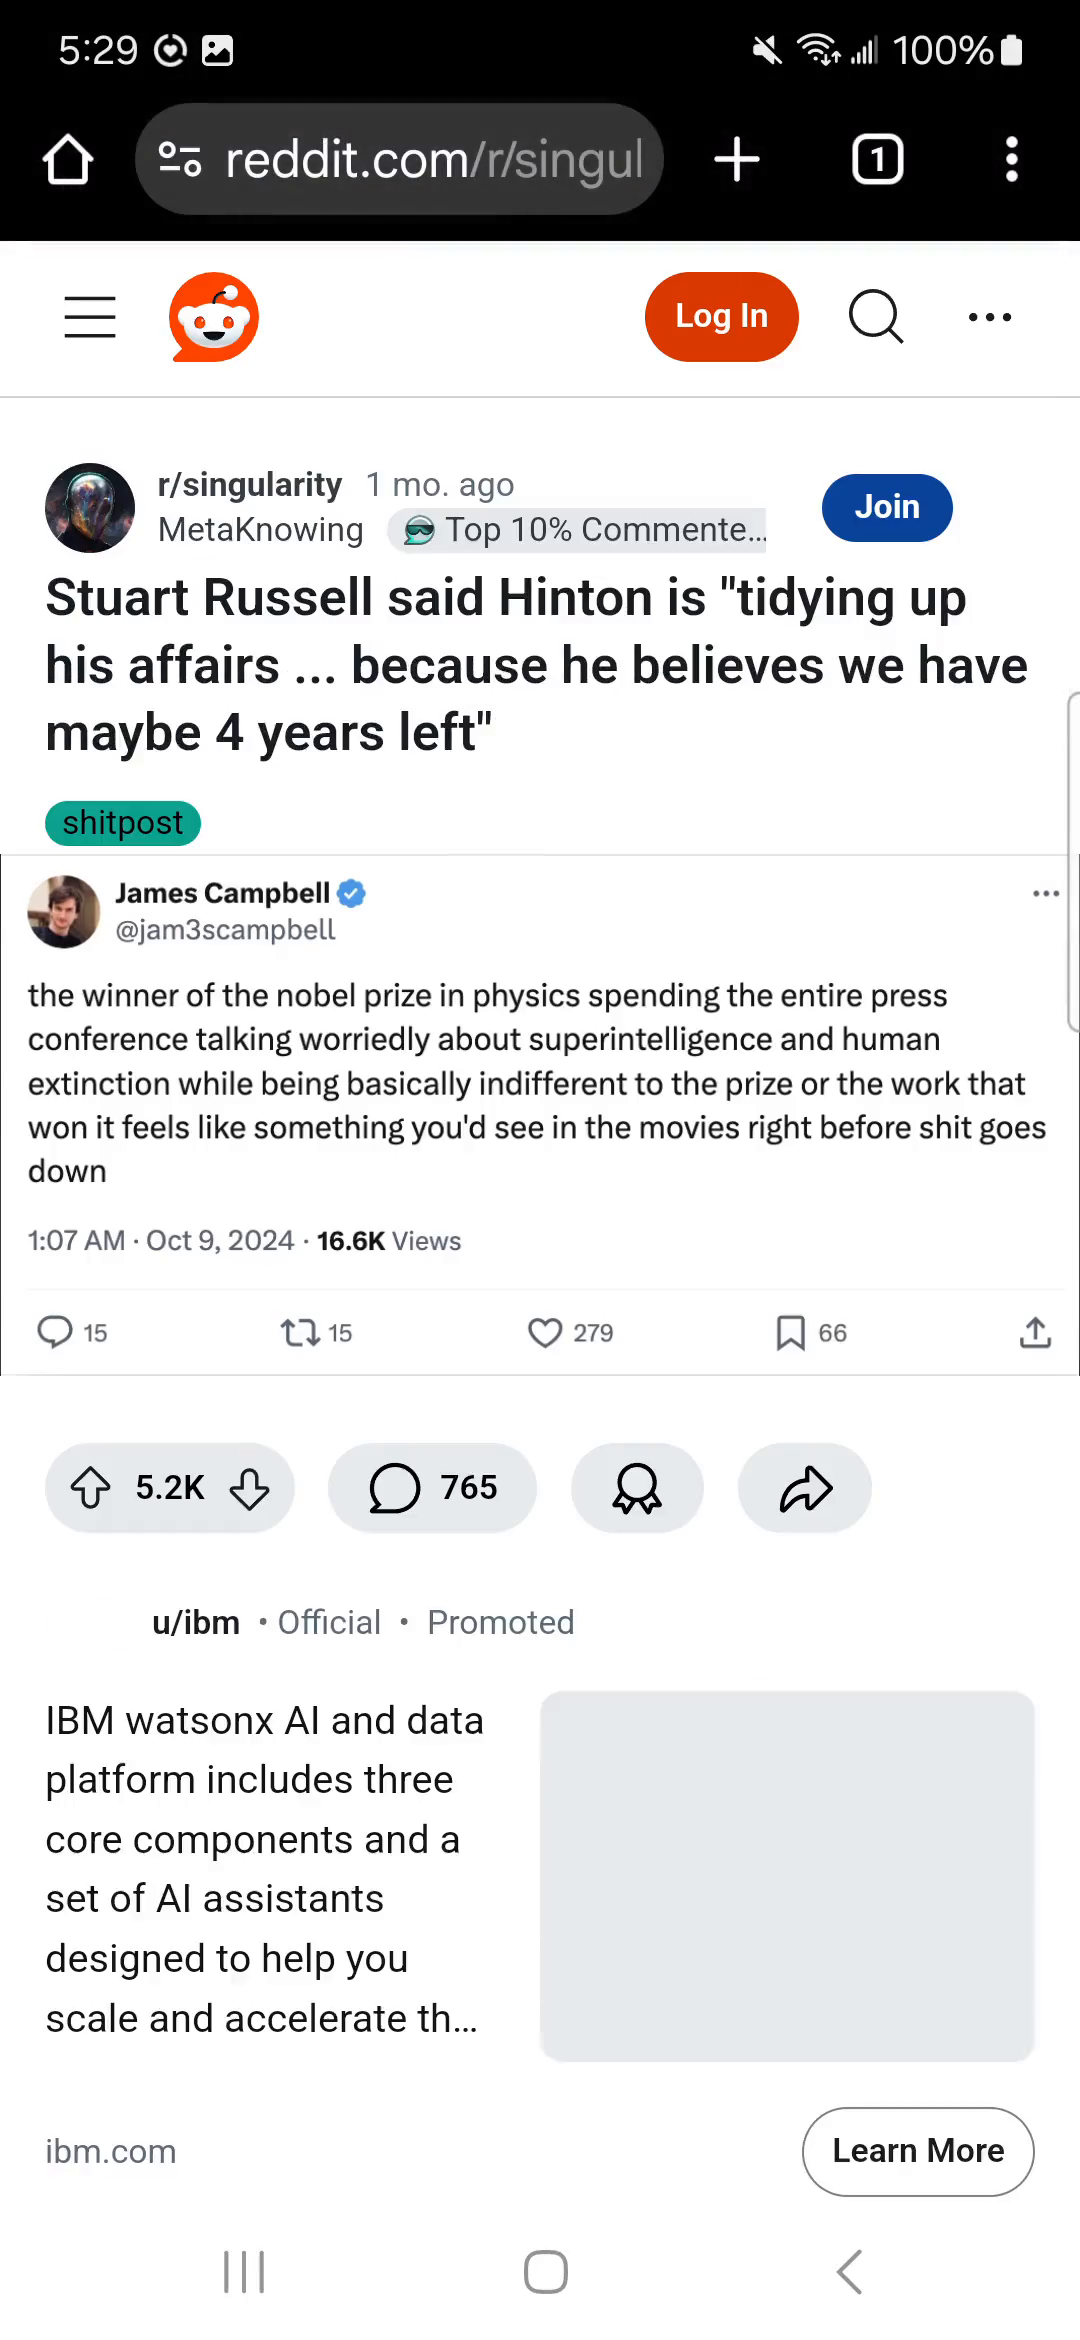 5:29
100%
reddit.com/r/singul
1
Log In
r/singularity 1 mo. ago
MetaKnowing Top 10% Commente...
Join
Stuart Russell said Hinton is "tidying up
his affairs ... because he believes we have
maybe 4 years left"
shitpost
James Campbell
@jam3scampbell
the winner of the nobel prize in physics spending the entire press
conference talking worriedly about superintelligence and human
extinction while being basically indifferent to the prize or the work that
won it feels like something you'd see in the movies right before shit goes
down
1:07 AM · Oct 9, 2024 · 16.6K Views
15 15 279 66
5.2K 765
u/ibm • Official • Promoted
IBM watsonx AI and data
platform includes three
core components and a
set of AI assistants
designed to help you
scale and accelerate th...
ibm.com
Learn More